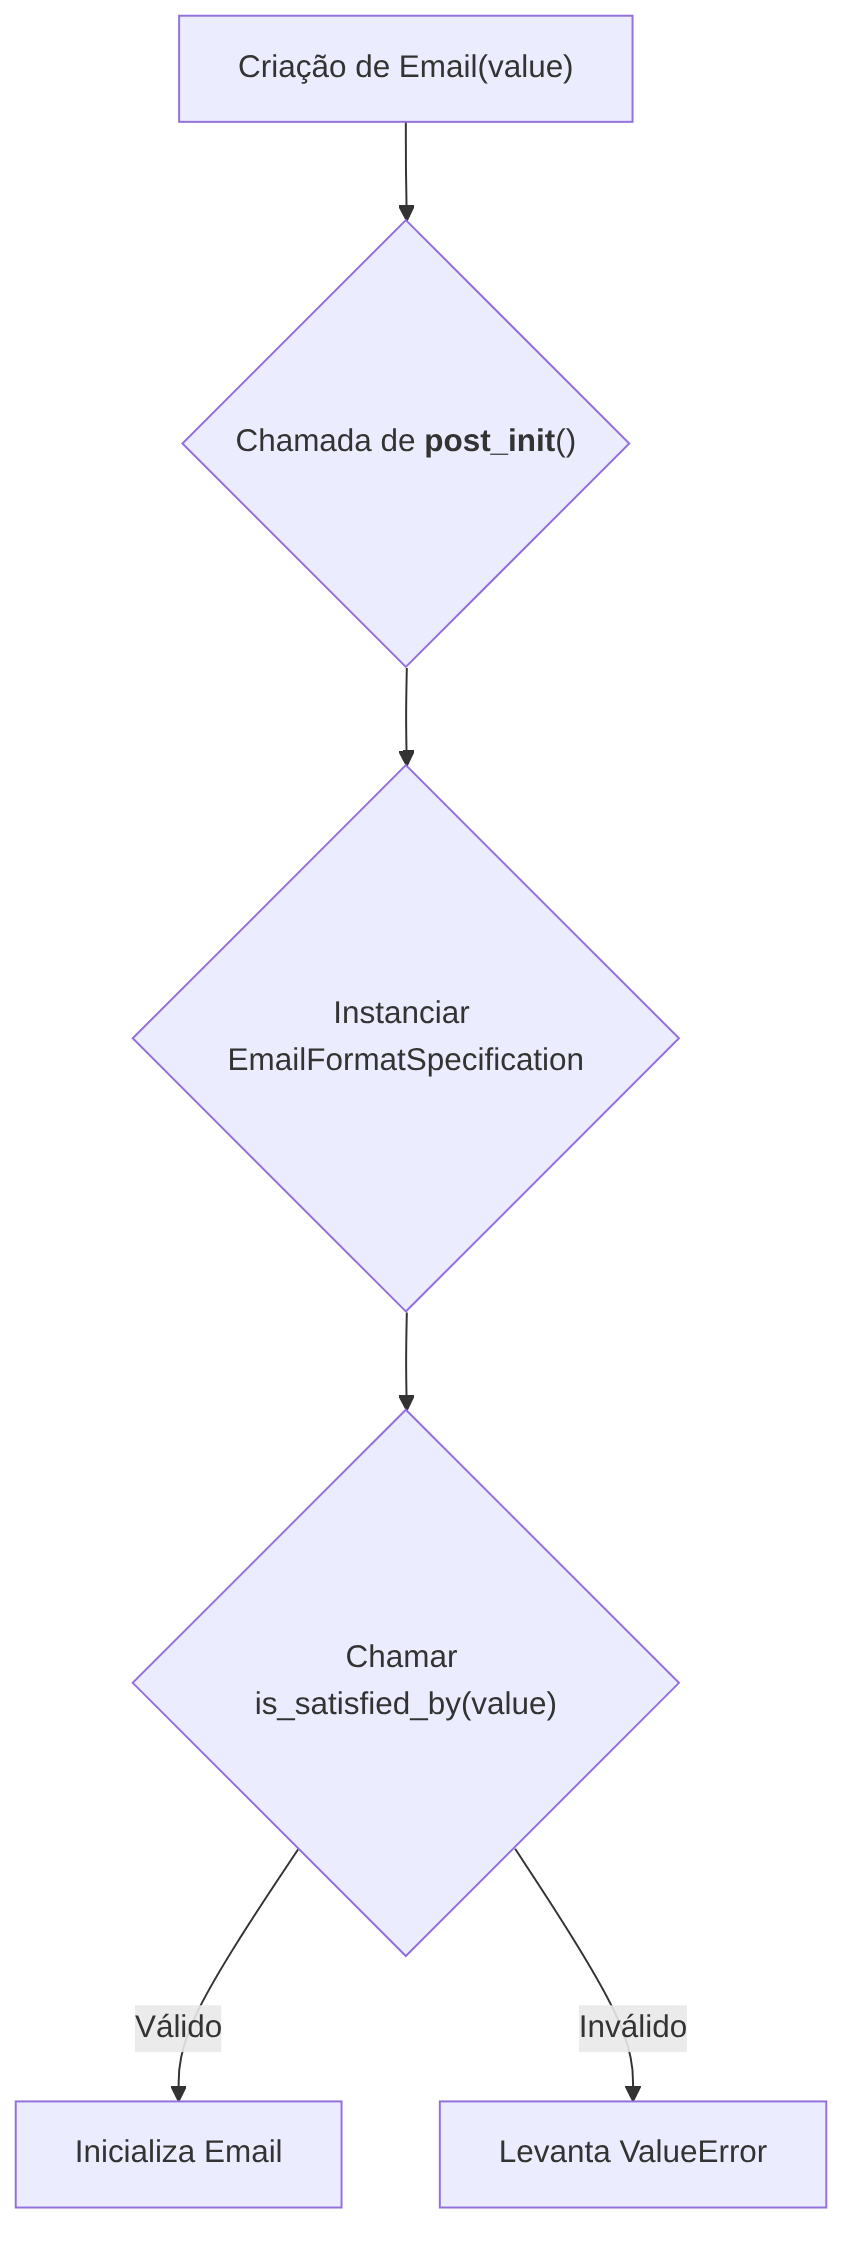 Criação de Email(value)
Chamada de post_init()
Instanciar
EmailFormatSpecification
Chamar
is_satisfied_by(value)
Válido
Inválido
Inicializa Email
Levanta ValueError